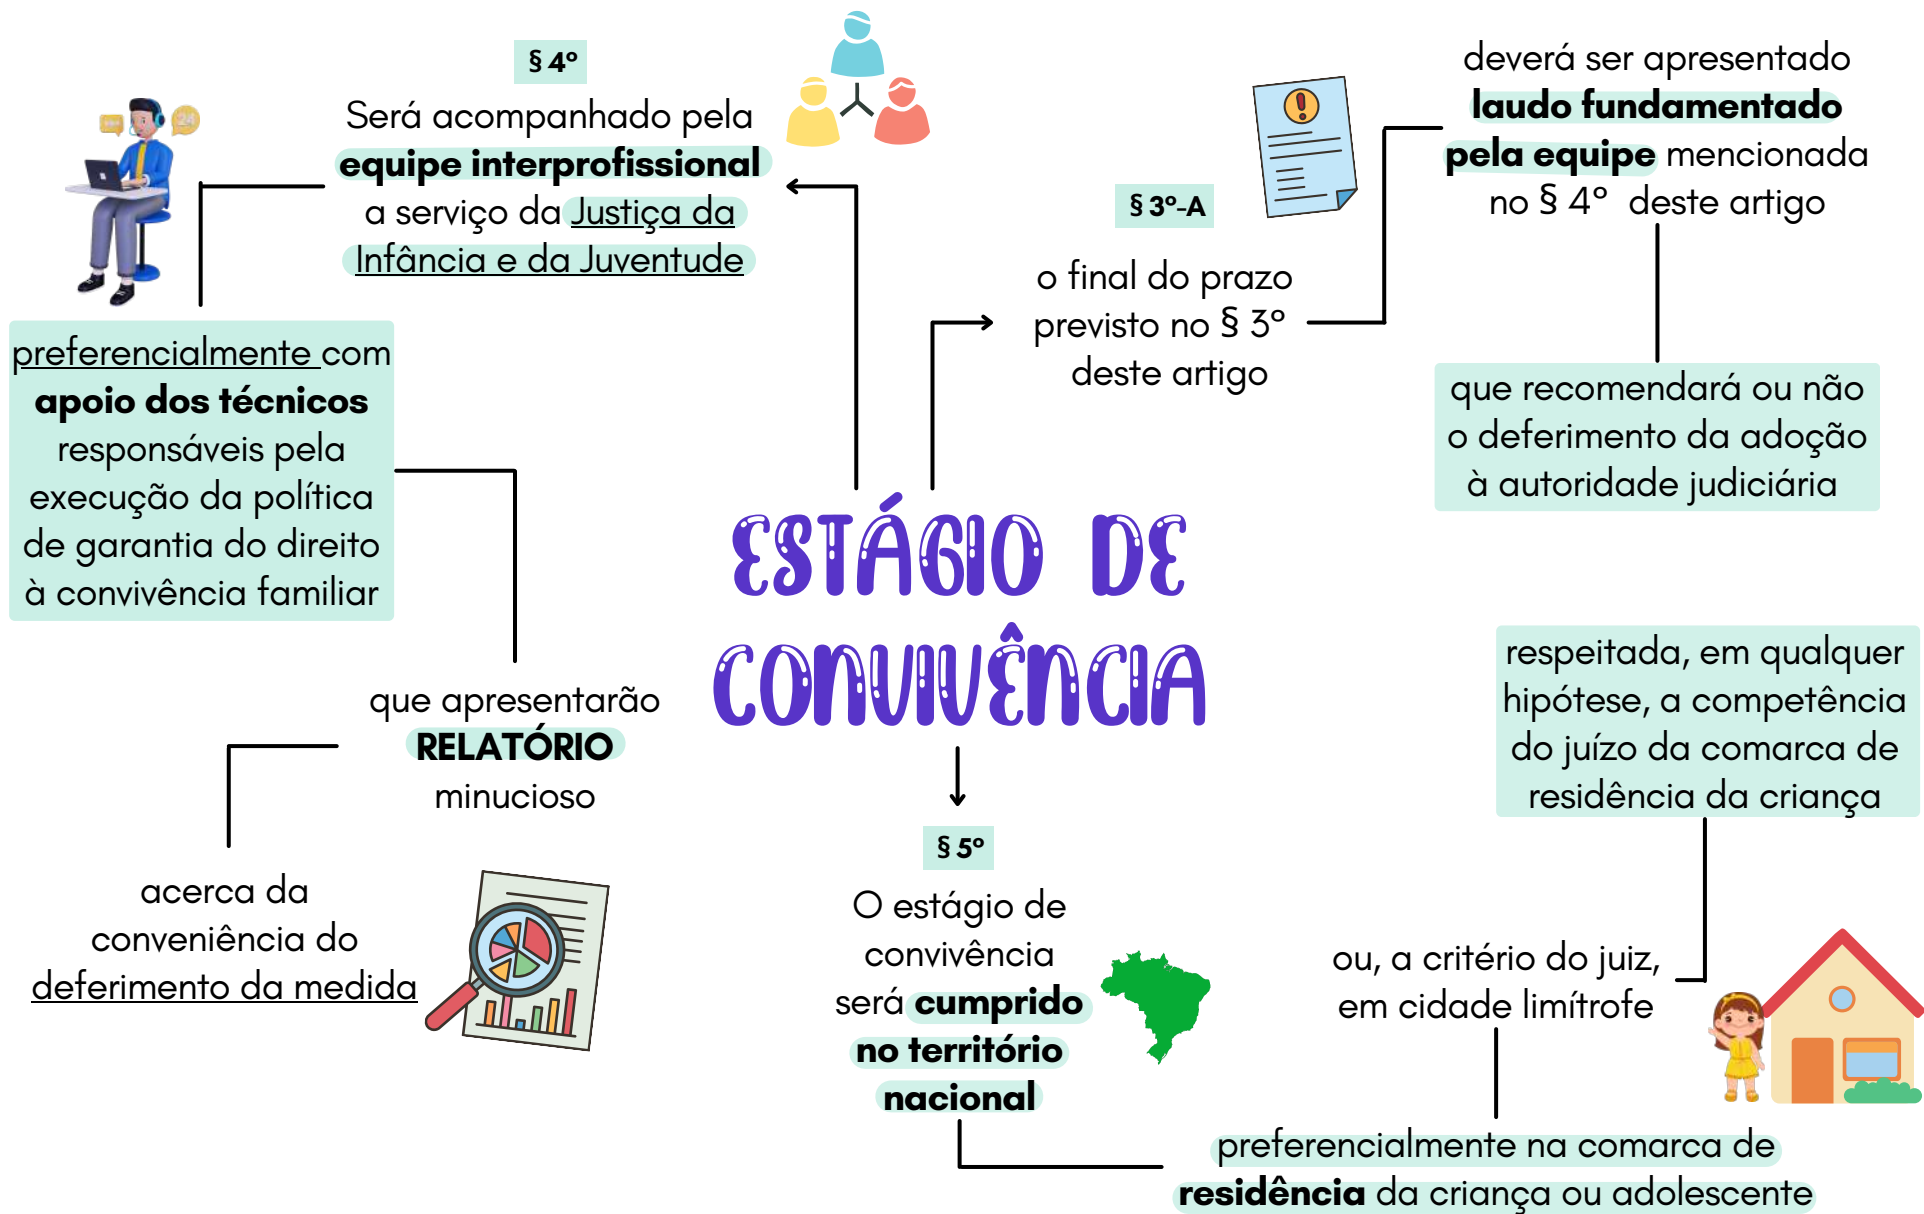 § 4º
Será acompanhado pela
equipe interprofissional
a serviço da Justiça da
Infância e da Juventude
preferencialmente com
apoio dos técnicos
responsáveis pela
execução da política
de garantia do direito
à convivência familiar
que apresentarão
RELATÓRIO
minucioso
acerca da
conveniência do
deferimento da medida
§ 3º-A
o final do prazo
previsto no § 3º
deste artigo
deverá ser apresentado
laudo fundamentado
pela equipe mencionada
no § 4º deste artigo
que recomendará ou não
o deferimento da adoção
à autoridade judiciária
ESTÁGIO DE
CONVIVÊNCIA
§ 5º
O estágio de
convivência
será cumprido
no território
nacional
preferencialmente na comarca de
residência da criança ou adolescente
ou, a critério do juiz,
em cidade limítrofe
respeitada, em qualquer
hipótese, a competência
do juízo da comarca de
residência da criança